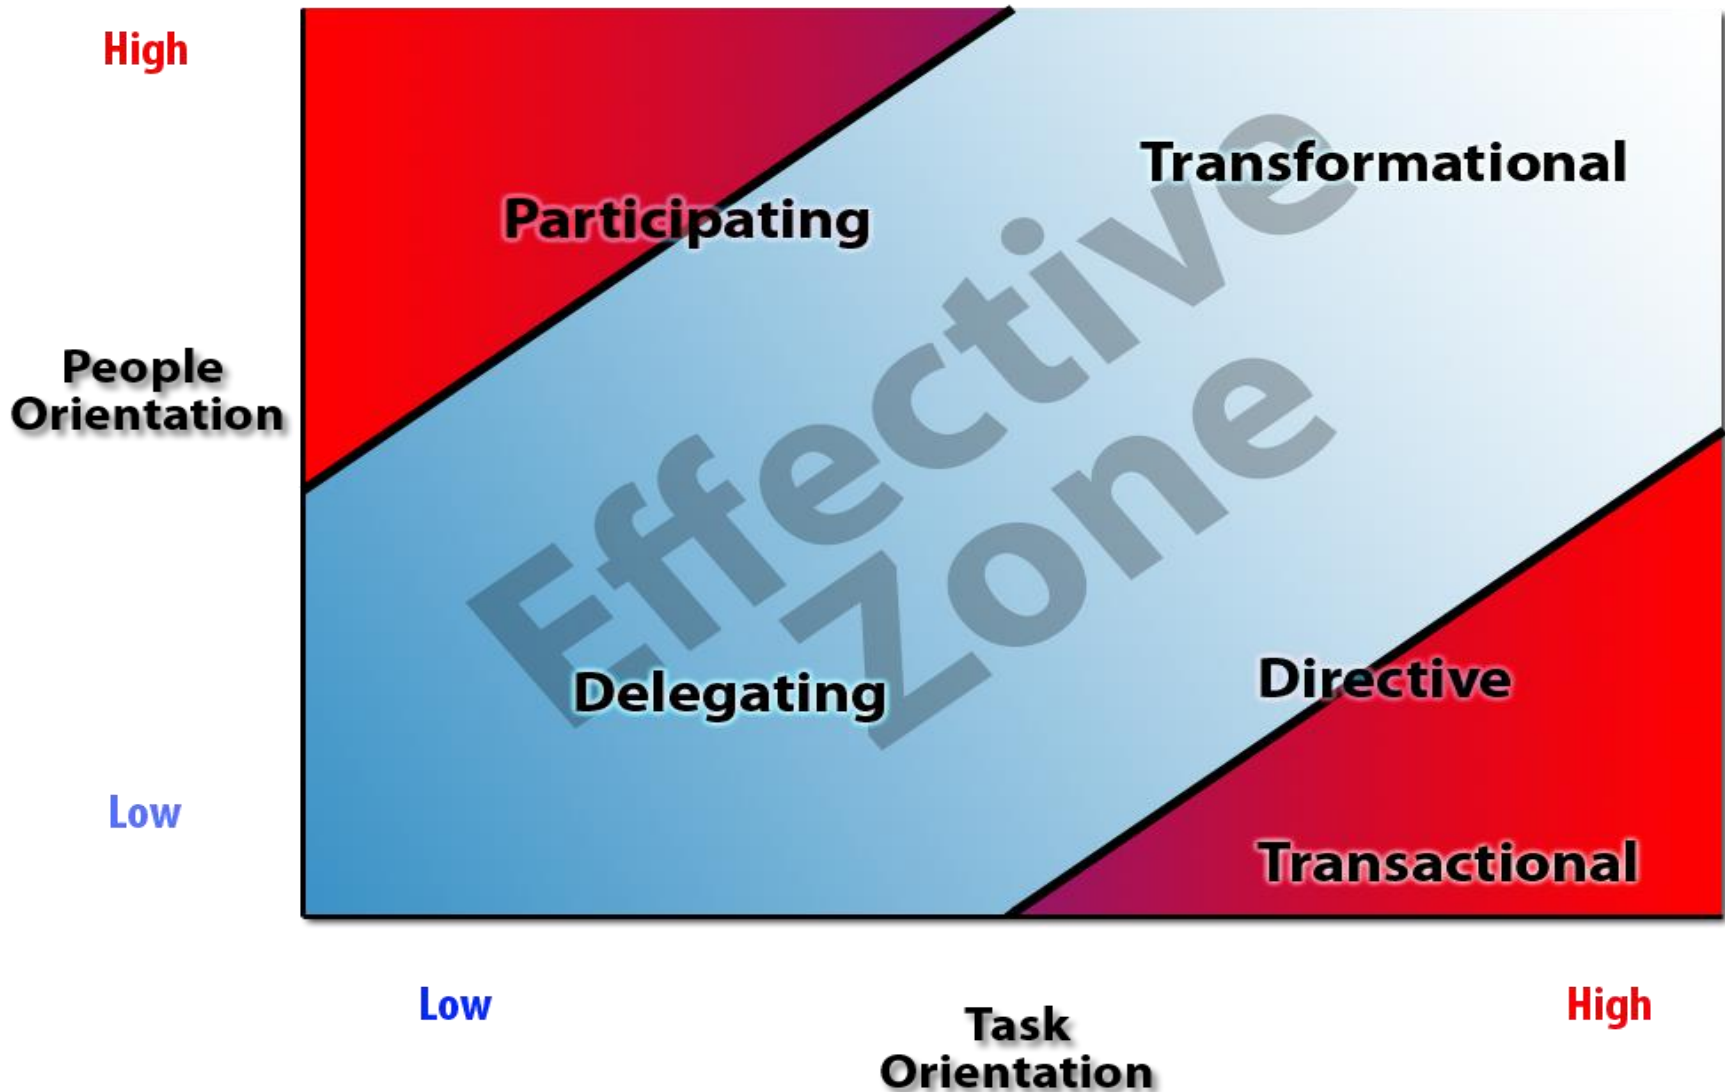 High
Transformational
Participating
People
Orientation
Effective
Zone
Delegating
Directive
Low
Transactional
Low
High
Task
Orientation